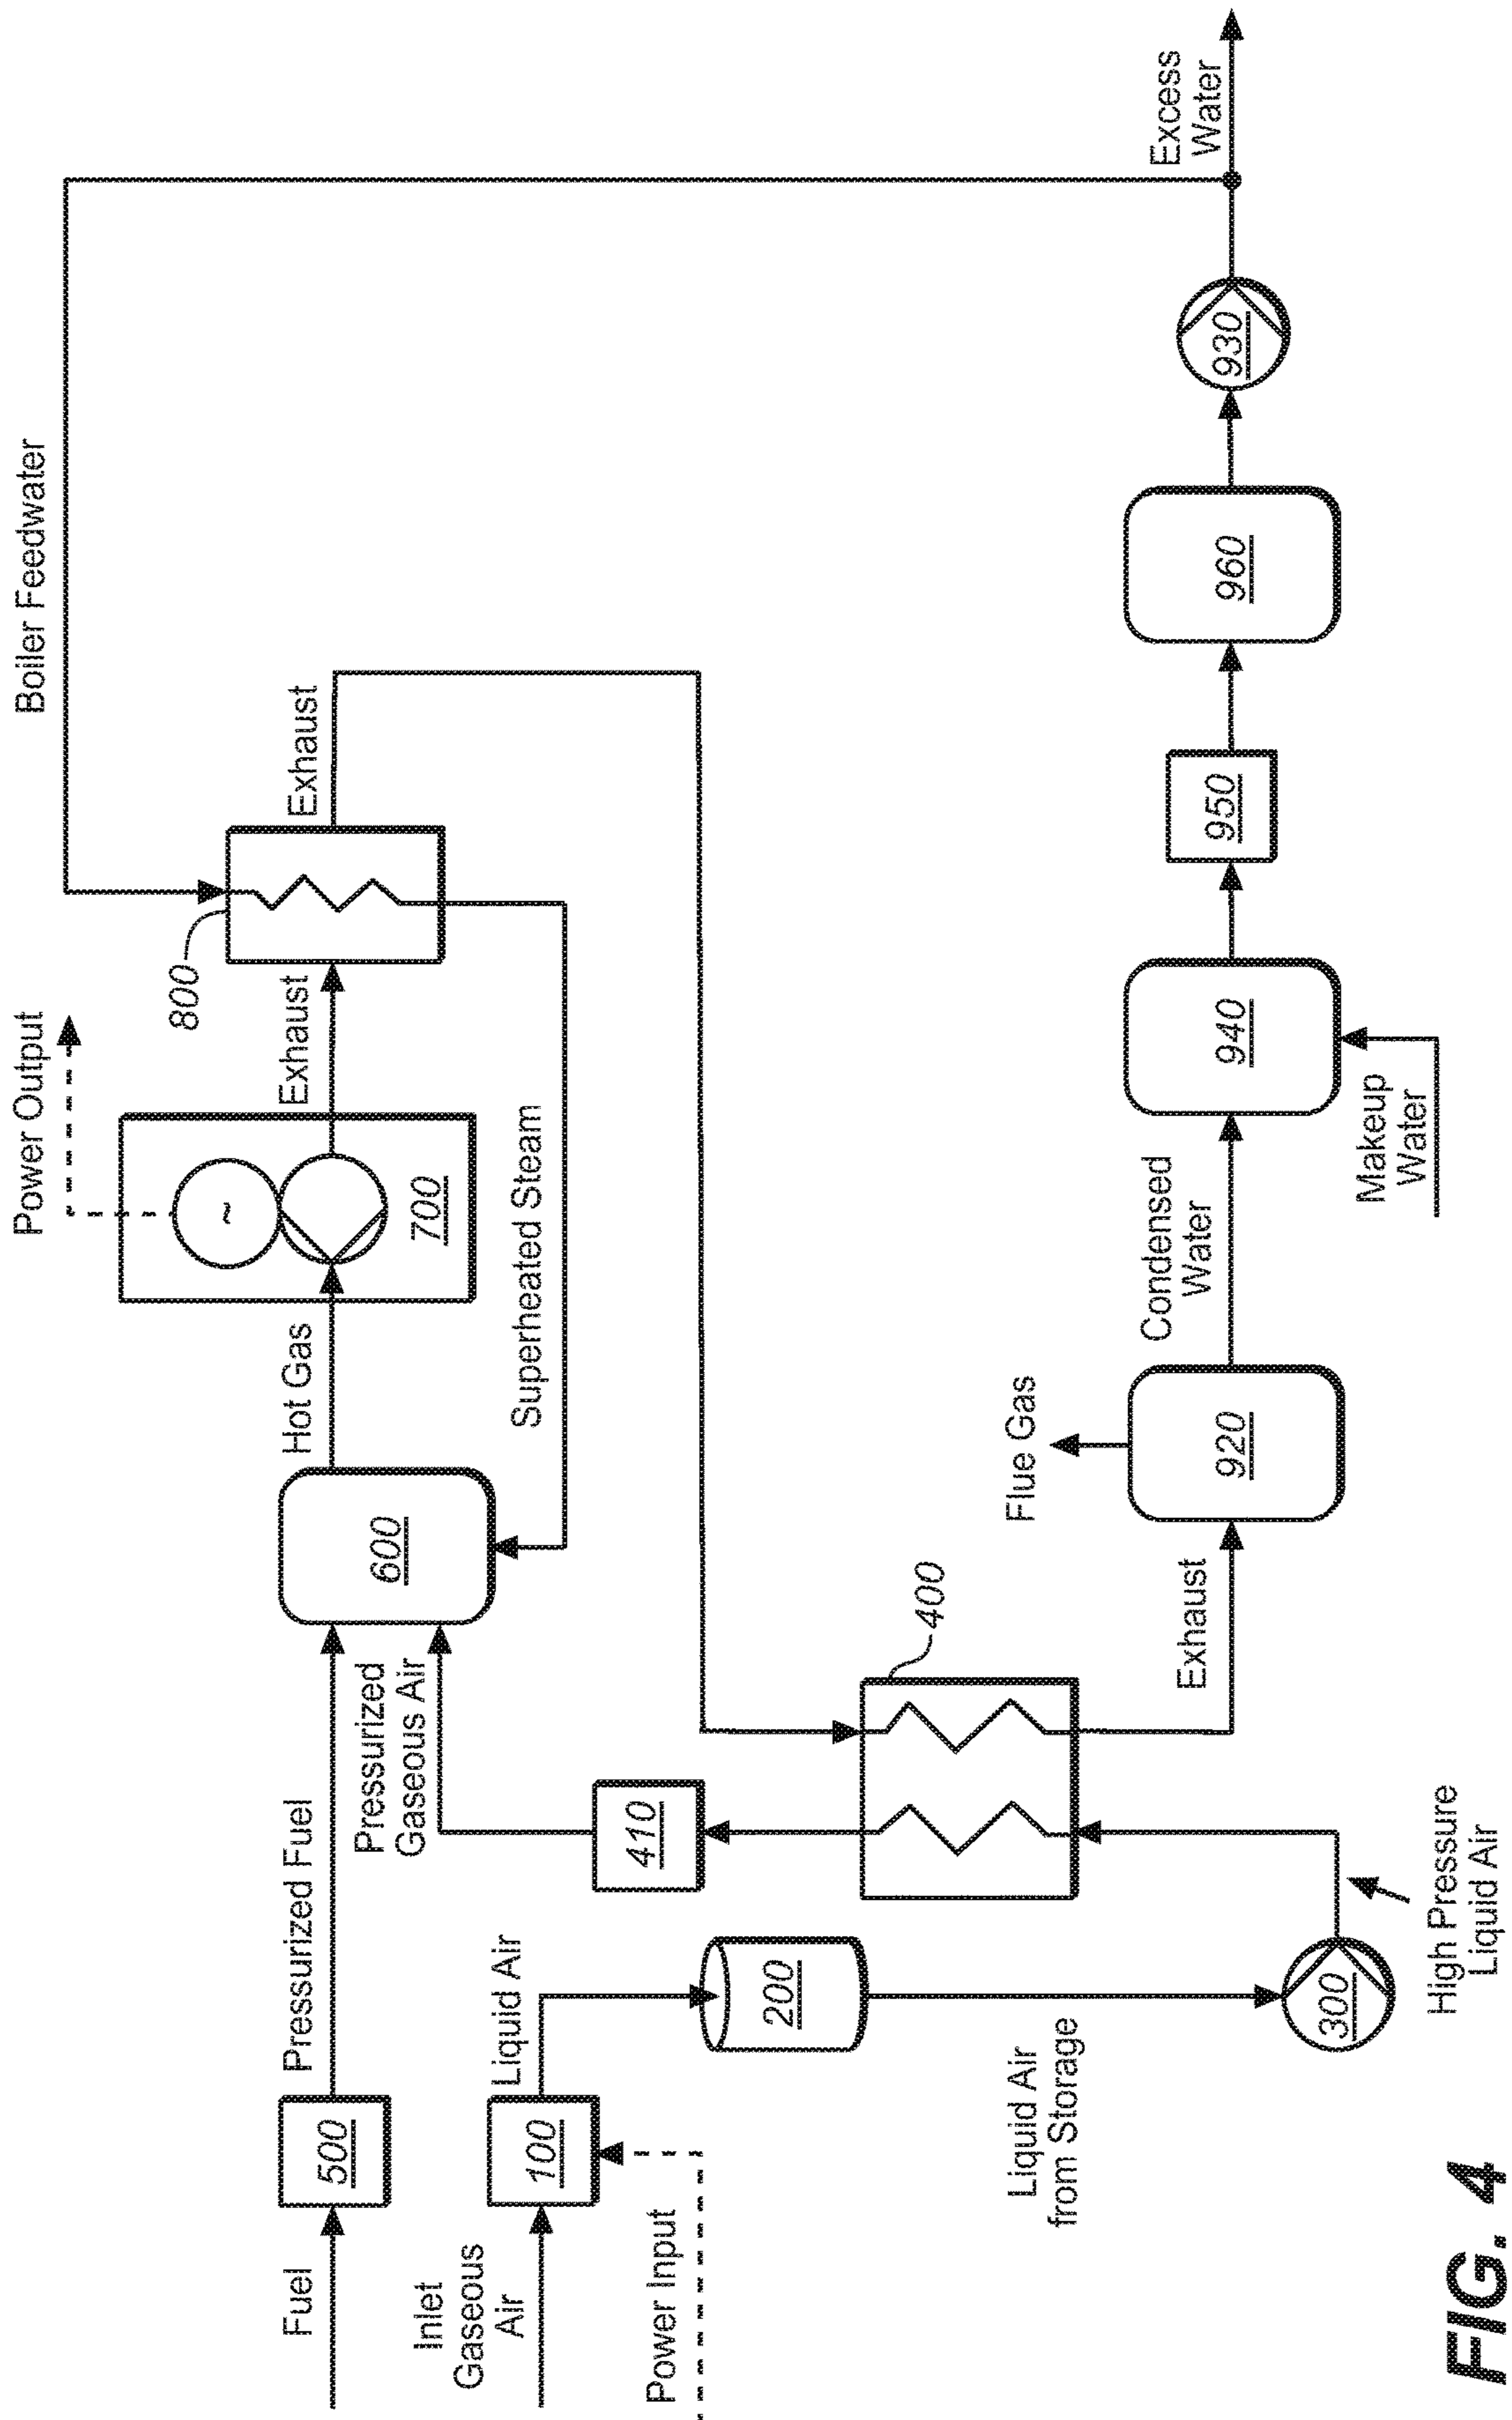 Fuel
500
Pressurized Fuel
Inlet
Gaseous
Air
100
Liquid Air
Power Input
200
Liquid Air
from Storage
300
High Pressure
Liquid Air
400
410
Pressurized
Gaseous Air
600
Hot Gas
700
~
Power Output
Exhaust
800
Exhaust
Superheated Steam
Boiler Feedwater
Exhaust
920
Flue Gas
Condensed
Water
940
Makeup
Water
950
960
930
Excess
Water
FIG. 4